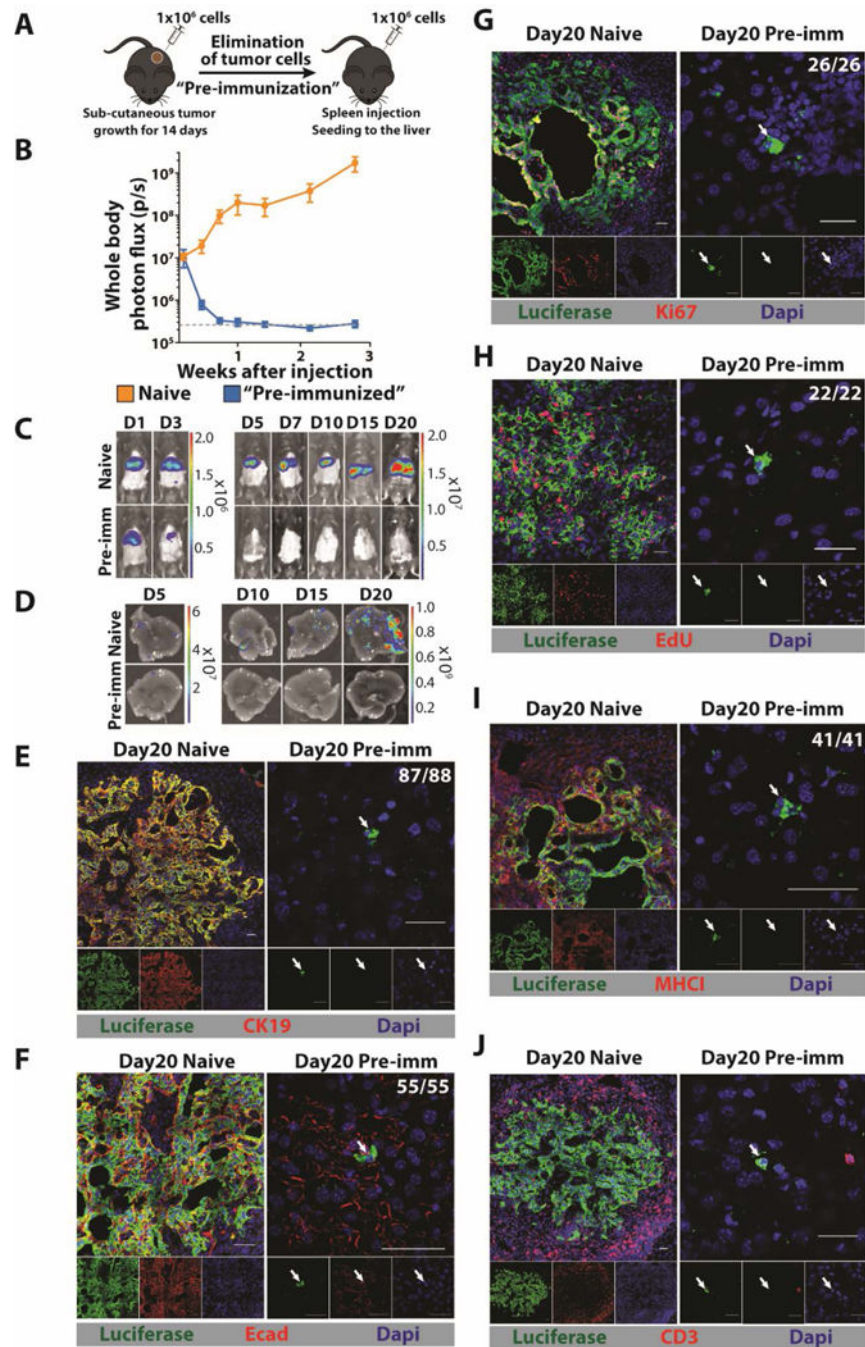 A
1x10⁶ cells
1x10⁶ cells
Elimination
of tumor cells
"Pre-immunization"
Sub-cutaneous tumor
growth for 14 days
Spleen injection
Seeding to the liver
B
Whole body
photon flux (p/s)
10⁹
10⁸
10⁷
10⁶
10⁵
1
2
3
Weeks after injection
Naive
"Pre-immunized"
C
D1 D3 D5 D7 D10 D15 D20
Naive
Pre-imm
2.0
1.5
1.0
0.5
x10⁶
2.0
1.5
1.0
0.5
x10⁷
D
D5 D10 D15 D20
Naive
Pre-imm
6
4
2
x10⁷
1.0
0.8
0.6
0.4
0.2
x10⁹
E
Day20 Naive Day20 Pre-imm
87/88
Luciferase CK19 Dapi
F
Day20 Naive Day20 Pre-imm
55/55
Luciferase Ecad Dapi
G
Day20 Naive Day20 Pre-imm
26/26
Luciferase Ki67 Dapi
H
Day20 Naive Day20 Pre-imm
22/22
Luciferase EdU Dapi
I
Day20 Naive Day20 Pre-imm
41/41
Luciferase MHCI Dapi
J
Day20 Naive Day20 Pre-imm
Luciferase CD3 Dapi